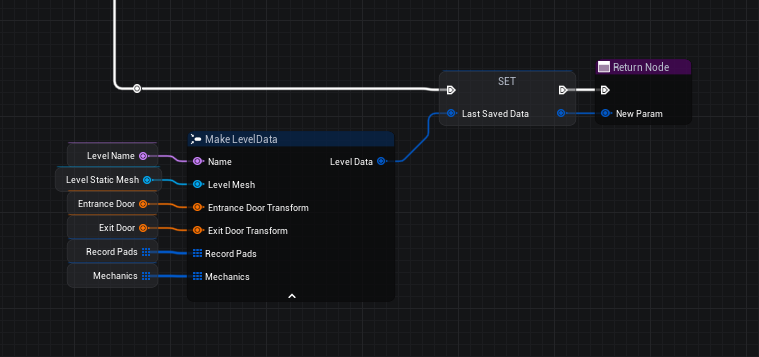 SET
Return Node
Last Saved Data
New Param
Make LevelData
Level Name
Name
Level Data
Level Static Mesh
Level Mesh
Entrance Door
Entrance Door Transform
Exit Door
Exit Door Transform
Record Pads
Record Pads
Mechanics
Mechanics